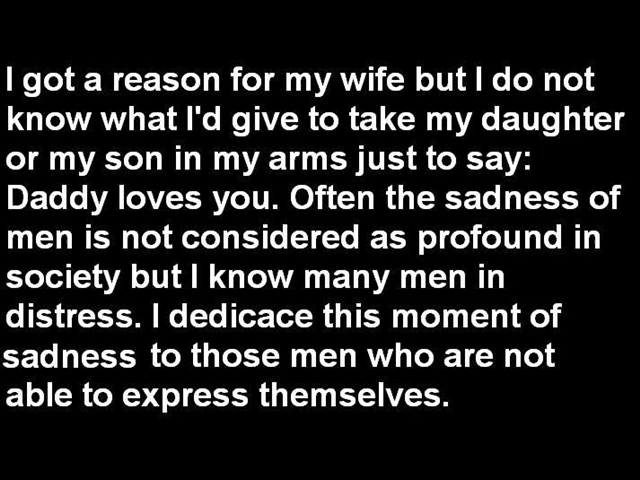 I got a reason for my wife but I do not
know what I'd give to take my daughter
or my son in my arms just to say:
Daddy loves you. Often the sadness of
men is not considered as profound in
society but I know many men in
distress. I dedicace this moment of
sadness to those men who are not
able to express themselves.